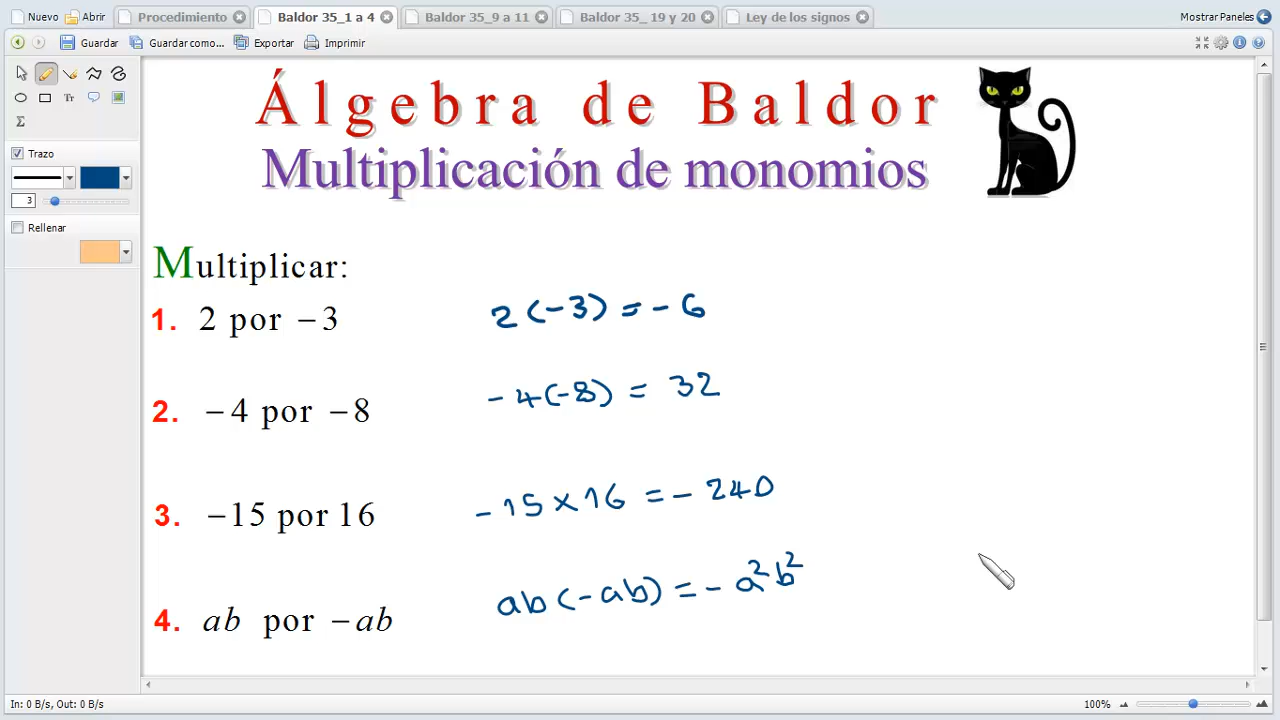 Nuevo Abrir Procedimiento Baldor 35_1 a 4 Baldor 35_9 a 11 Baldor 35_ 19 y 20 Ley de los signos Mostrar Paneles
Guardar Guardar como... Exportar Imprimir
Tr
Σ
Trazo
3
Rellenar
Álgebra de Baldor
Multiplicación de monomios
Multiplicar:
1. 2 por −3 2(-3) = -6
2. −4 por −8 -4(-8) = 32
3. −15 por 16 -15×16 = -240
4. ab por −ab ab(-ab) = -a²b²
In: 0 B/s, Out: 0 B/s 100%